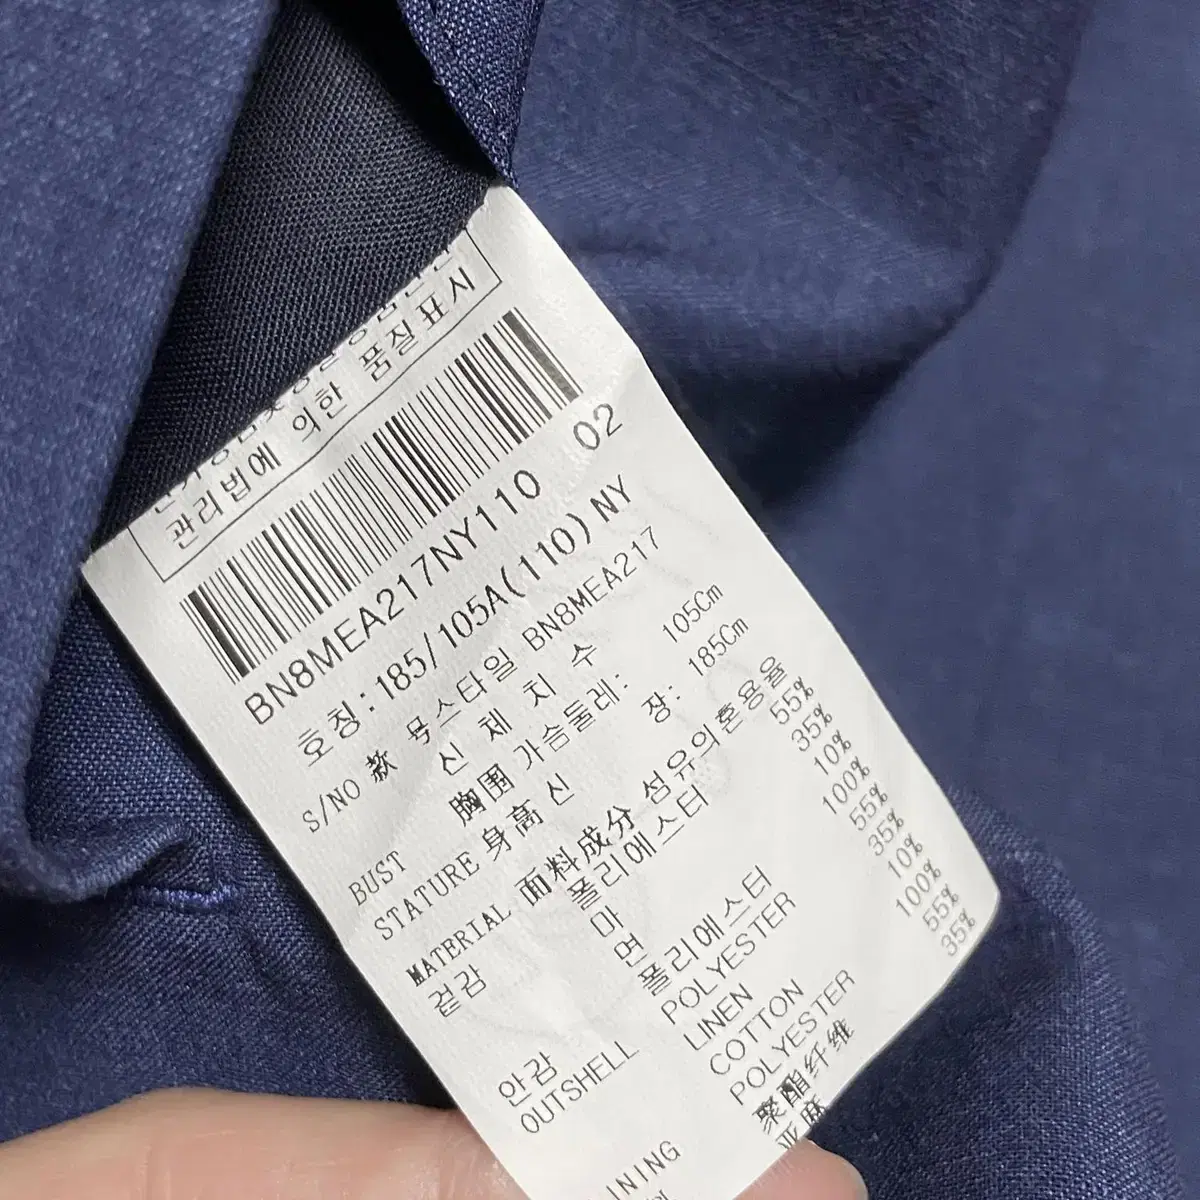 관리법에 의한 품질표시
BN8MEA217NY110 02
호칭:185/105A(110) NY
S/NO 款 号스타일 BN8MEA217
신 체 치 수
BUST 胸围 가슴둘레: 105Cm
STATURE 身高 신 장: 185Cm
MATERIAL 面料成分 섬유의혼용율
겉감 폴리에스터 55%
마 35%
면 10%
안감 폴리에스터 100%
OUTSHELL POLYESTER 55%
LINEN 35%
COTTON 10%
LINING POLYESTER 100%
聚酯纤维 55%
亚麻 35%